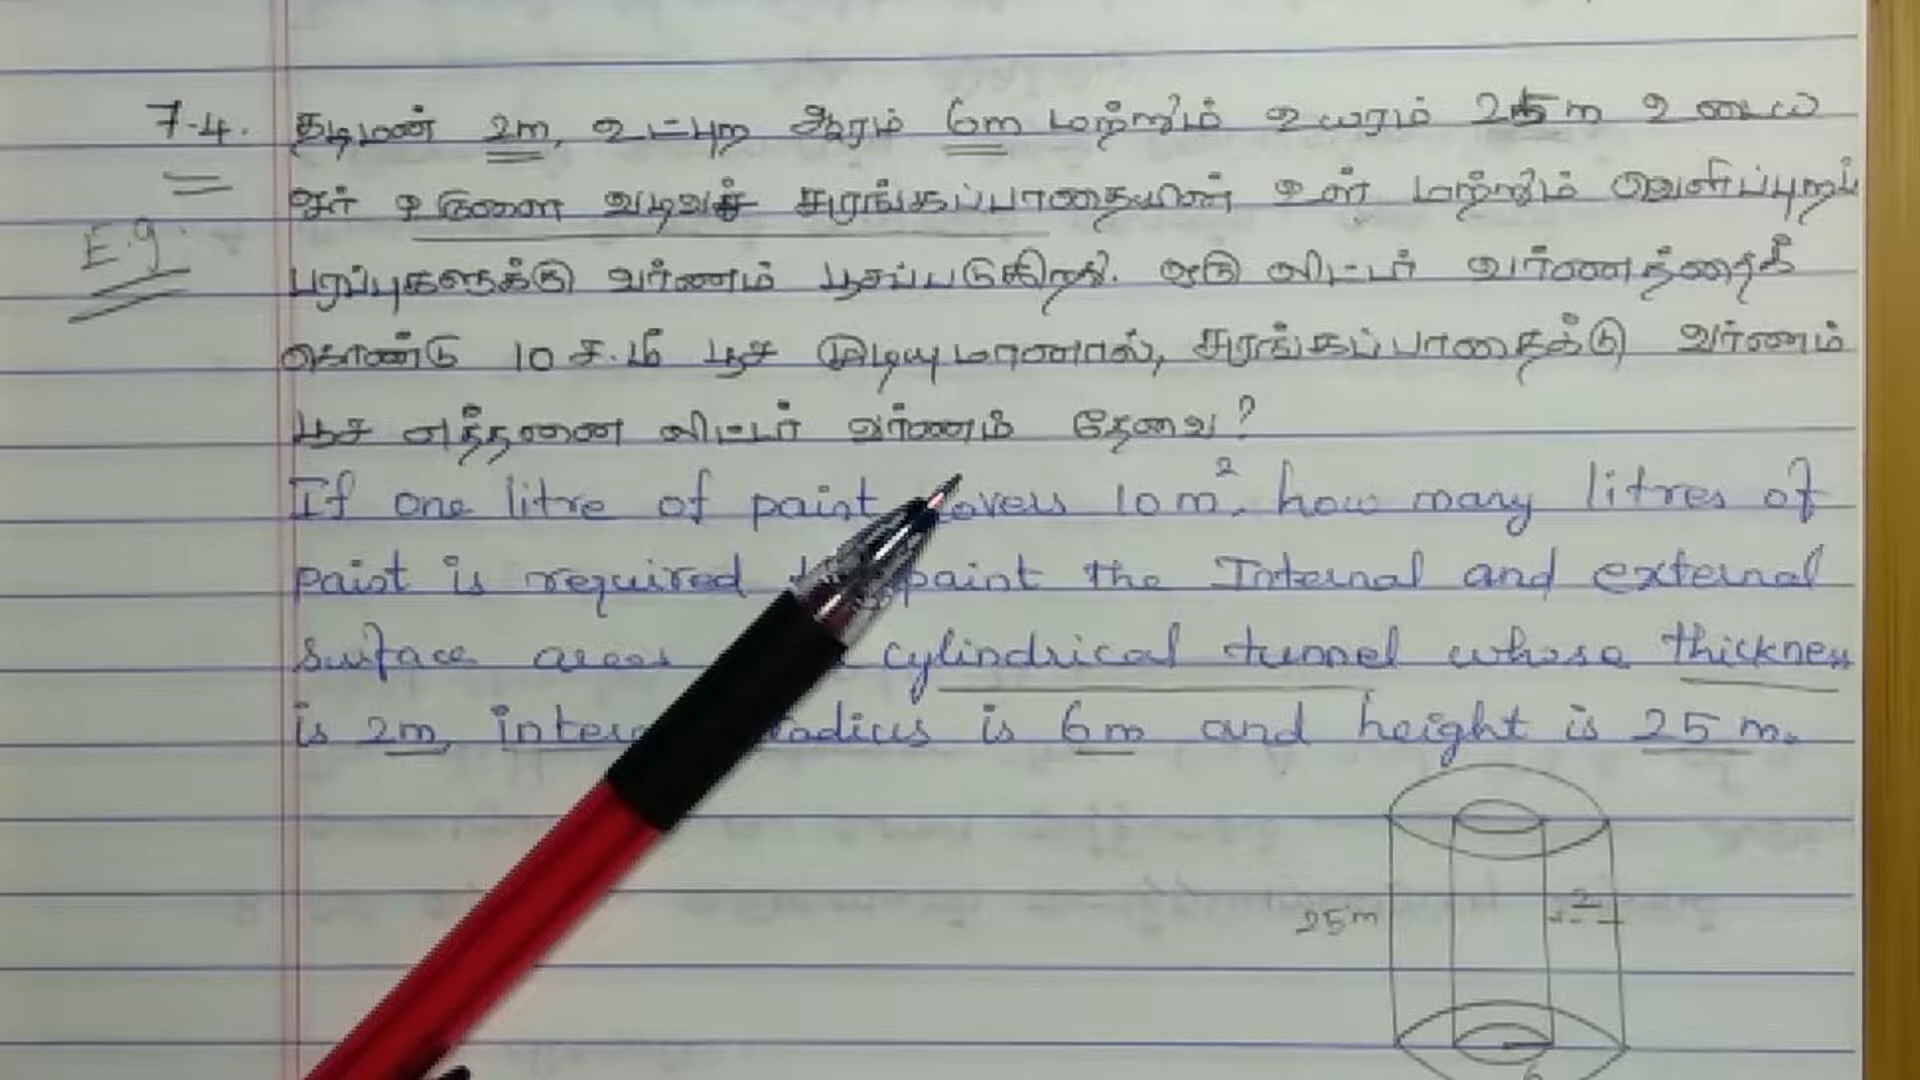 7.4. தடிமன் 2m, உட்புற ஆரம் 6m மற்றும் உயரம் 25 m உடைய
ஓர் உருளை வடிவச் சுரங்கப்பாதையின் உள் மற்றும் வெளிப்புறப்
E.g. பரப்புகளுக்கு வர்ணம் பூசப்படுகிறது. ஒரு லிட்டர் வர்ணத்தைக்
கொண்டு 10 ச.மீ பூச முடியுமானால், சுரங்கப்பாதைக்கு வர்ணம்
பூச எத்தனை லிட்டர் வர்ணம் தேவை?
If one litre of paint covers 10 m², how many litres of
paint is required paint the Internal and external
surface areas cylindrical tunnel whose thickness
is 2m, radius is 6m and height is 25 m.
25m 2
6